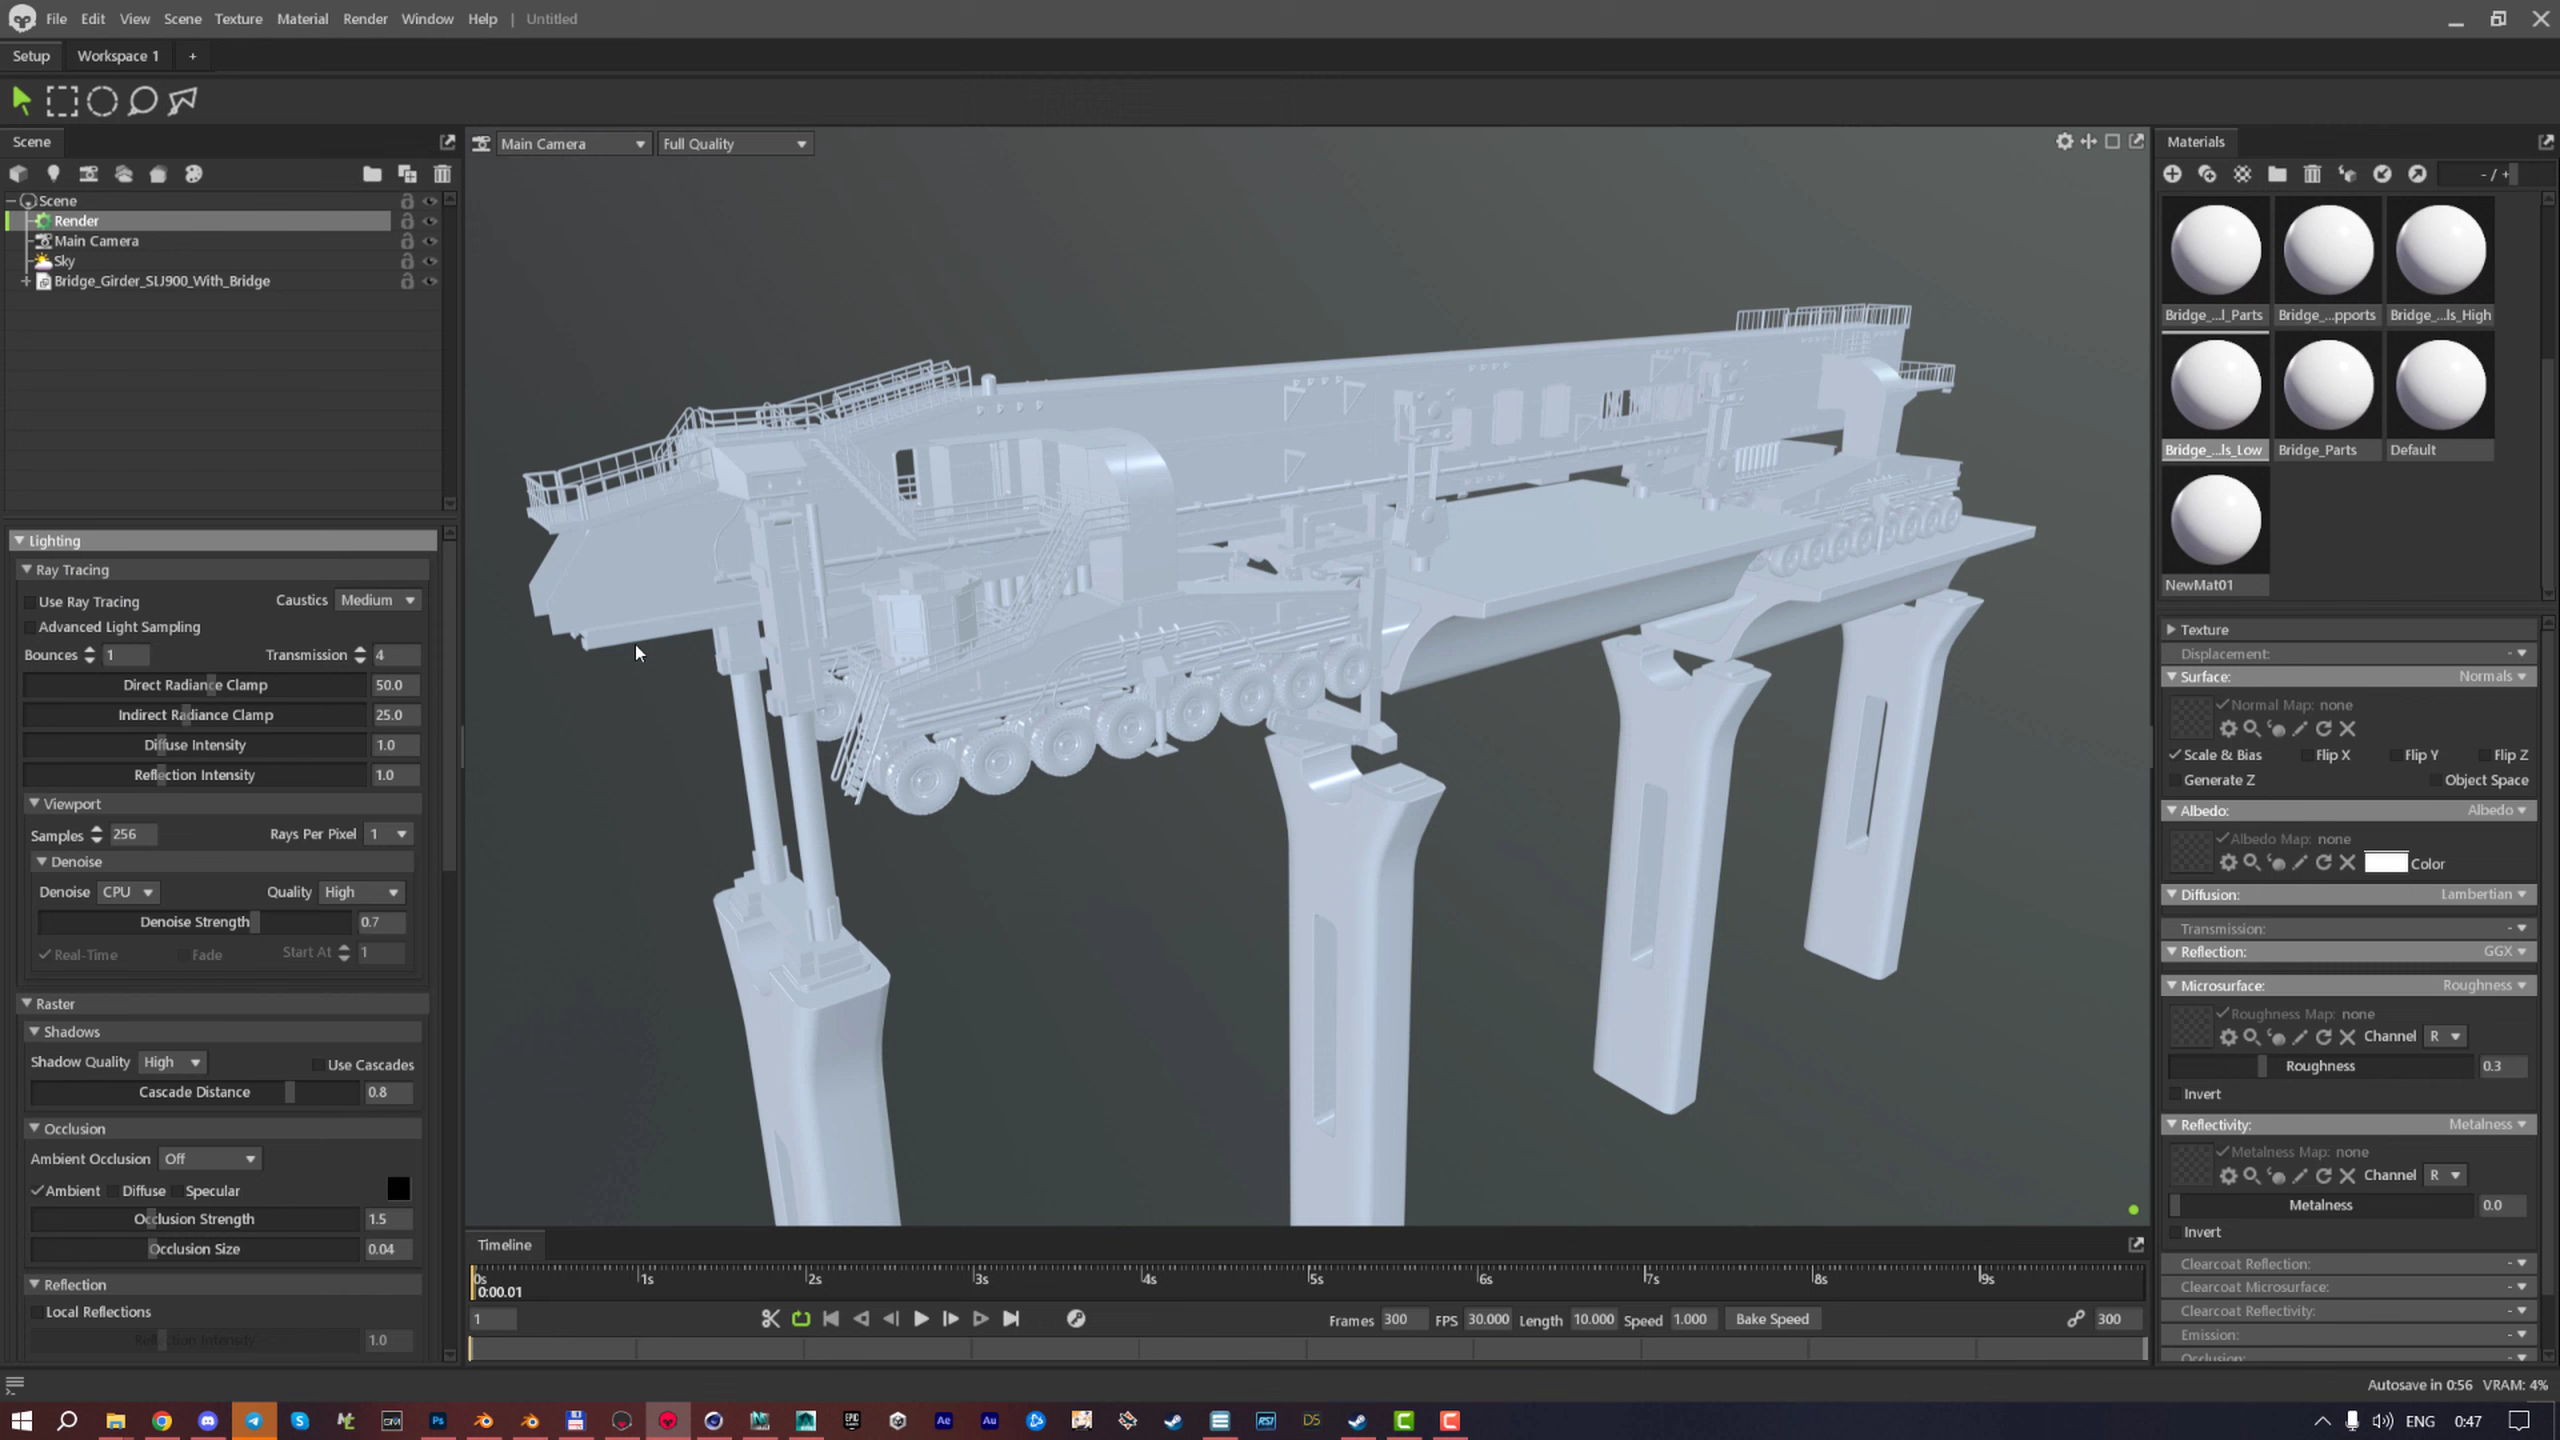 File Edit View Scene Texture Material Render Window Help | Untitled
Setup Workspace 1 +
Scene
Main Camera Full Quality
Scene
Render
Main Camera
Sky
Bridge_Girder_SLJ900_With_Bridge
Lighting
Ray Tracing
Use Ray Tracing Caustics Medium
Advanced Light Sampling
Bounces 1 Transmission 4
Direct Radiance Clamp 50.0
Indirect Radiance Clamp 25.0
Diffuse Intensity 1.0
Reflection Intensity 1.0
Viewport
Samples 256 Rays Per Pixel 1
Denoise
Denoise CPU Quality High
Denoise Strength 0.7
Real-Time Fade Start At 1
Raster
Shadows
Shadow Quality High Use Cascades
Cascade Distance 0.8
Occlusion
Ambient Occlusion Off
Ambient Diffuse Specular
Occlusion Strength 1.5
Occlusion Size 0.04
Reflection
Local Reflections
Reflection Intensity 1.0
Timeline
0s 1s 2s 3s 4s 5s 6s 7s 8s 9s
0:00.01
1 Frames 300 FPS 30.000 Length 10.000 Speed 1.000 Bake Speed 300
Materials
- / +
Bridge_...l_Parts Bridge_...pports Bridge_...ls_High
Bridge_...ls_Low Bridge_Parts Default
NewMat01
Texture
Displacement: -
Surface: Normals
Normal Map: none
Scale & Bias Flip X Flip Y Flip Z
Generate Z Object Space
Albedo: Albedo
Albedo Map: none
Color
Diffusion: Lambertian
Transmission: -
Reflection: GGX
Microsurface: Roughness
Roughness Map: none
Channel R
Roughness 0.3
Invert
Reflectivity: Metalness
Metalness Map: none
Channel R
Metalness 0.0
Invert
Clearcoat Reflection: -
Clearcoat Microsurface: -
Clearcoat Reflectivity: -
Emission: -
Occlusion: -
Autosave in 0:56 VRAM: 4%
Ps EPIC GAMES Ae Au RSI DS ENG 0:47